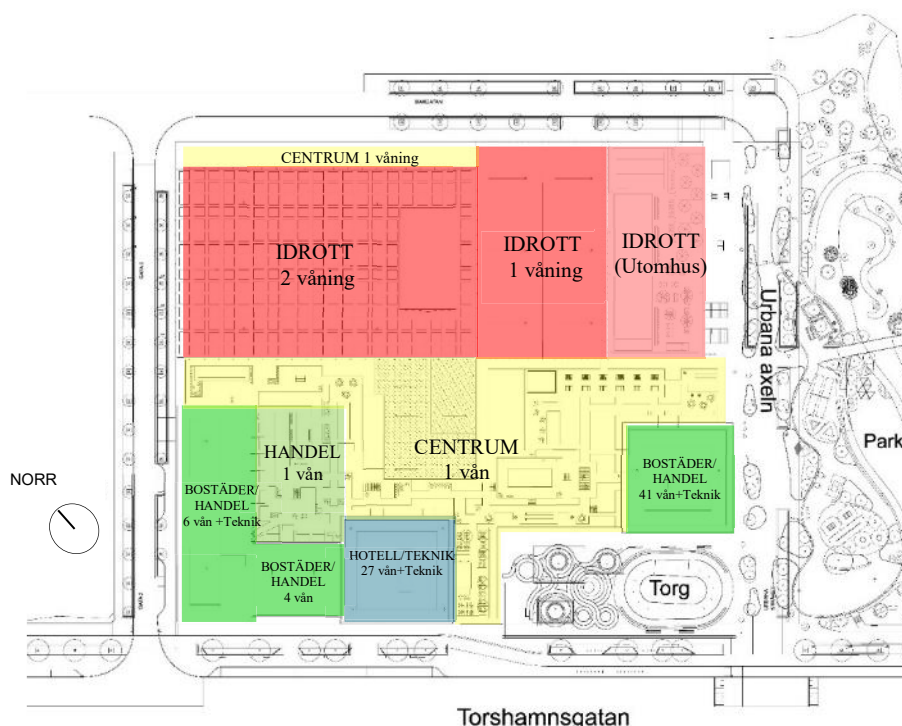 CENTRUM 1 våning
IDROTT
2 våning
IDROTT
1 våning
IDROTT
(Utomhus)
Urbana axeln
Park
HANDEL
1 vån
CENTRUM
1 vån
BOSTÄDER/
HANDEL
41 vån+Teknik
NORR
BOSTÄDER/
HANDEL
6 vån +Teknik
HOTELL/TEKNIK
27 vån+Teknik
BOSTÄDER/
HANDEL
4 vån
Torg
Torshamnsgatan